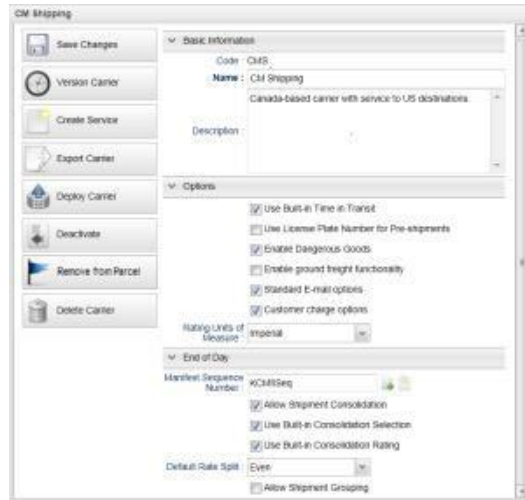 CM Shipping
Save Changes
Version Carrier
Create Service
Export Carrier
Deploy Carrier
Deactivate
Remove from Parcel
Delete Carrier
Basic Information
Code: CMS
Name: CM Shipping
Description: Canada-based carrier with service to US destinations
Options
Use Built-in Time in Transit
Use License Plate Number for Pre-shipments
Enable Dangerous Goods
Enable ground freight functionality
Standard E-mail options
Customer charge options
Rating Units of
Measure: Imperial
End of Day
Manifest Sequence
Number:
Allow Shipment Consolidation
Use Built-in Consolidation Selection
Use Built-in Consolidation Rating
Default Rate Split: Even
Allow Shipment Grouping